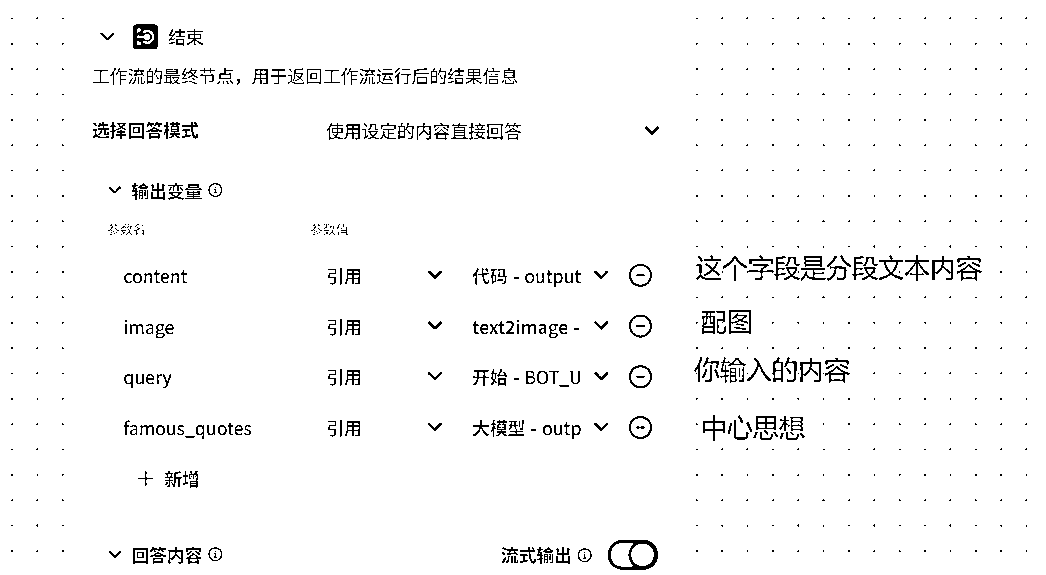 结束
工作流的最终节点，用于返回工作流运行后的结果信息
选择回答模式 使用设定的内容直接回答
输出变量
参数名 参数值
content 引用 代码 - output 这个字段是分段文本内容
image 引用 text2image - 配图
query 引用 开始 - BOT_U 你输入的内容
famous_quotes 引用 大模型 - outp 中心思想
+ 新增
回答内容 流式输出